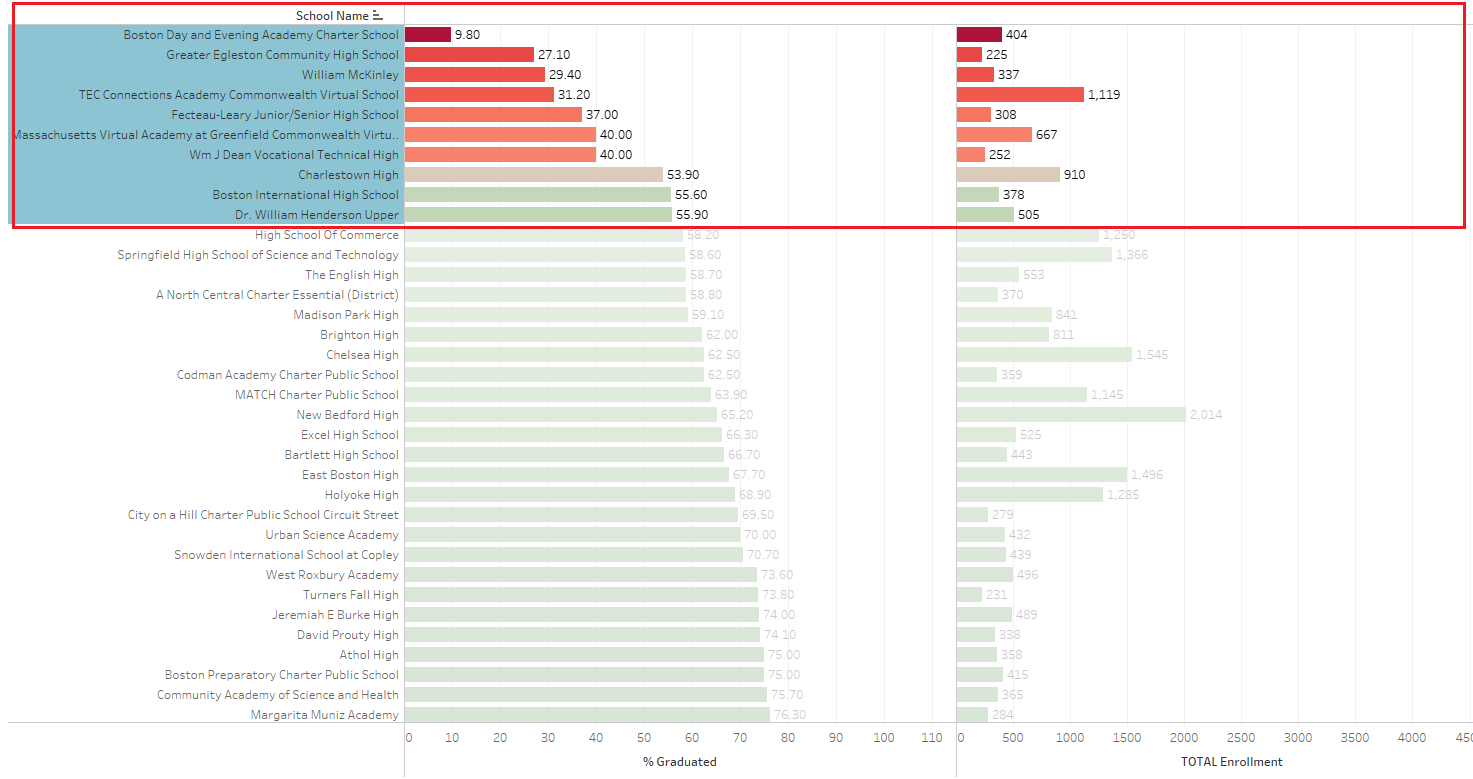 School Name
Boston Day and Evening Academy Charter School 9.80 404
Greater Egleston Community High School 27.10 225
William McKinley 29.40 337
TEC Connections Academy Commonwealth Virtual School 31.20 1,119
Fecteau-Leary Junior/Senior High School 37.00 308
Massachusetts Virtual Academy at Greenfield Commonwealth Virtu.. 40.00 667
Wm J Dean Vocational Technical High 40.00 252
Charlestown High 53.90 910
Boston International High School 55.60 378
Dr. William Henderson Upper 55.90 505
High School Of Commerce 58.20 1,250
Springfield High School of Science and Technology 58.60 1,366
The English High 58.70 553
A North Central Charter Essential (District) 58.80 370
Madison Park High 59.10 841
Brighton High 62.00 811
Chelsea High 62.50 1,545
Codman Academy Charter Public School 62.50 359
MATCH Charter Public School 63.90 1,145
New Bedford High 65.20 2,014
Excel High School 66.30 525
Bartlett High School 66.70 443
East Boston High 67.70 1,496
Holyoke High 68.90 1,285
City on a Hill Charter Public School Circuit Street 69.50 279
Urban Science Academy 70.00 432
Snowden International School at Copley 70.70 439
West Roxbury Academy 73.60 496
Turners Fall High 73.80 231
Jeremiah E Burke High 74.00 489
David Prouty High 74.10 338
Athol High 75.00 358
Boston Preparatory Charter Public School 75.00 415
Community Academy of Science and Health 75.70 365
Margarita Muniz Academy 76.30 284
0 10 20 30 40 50 60 70 80 90 100 110 0 500 1000 1500 2000 2500 3000 3500 4000 450
% Graduated TOTAL Enrollment